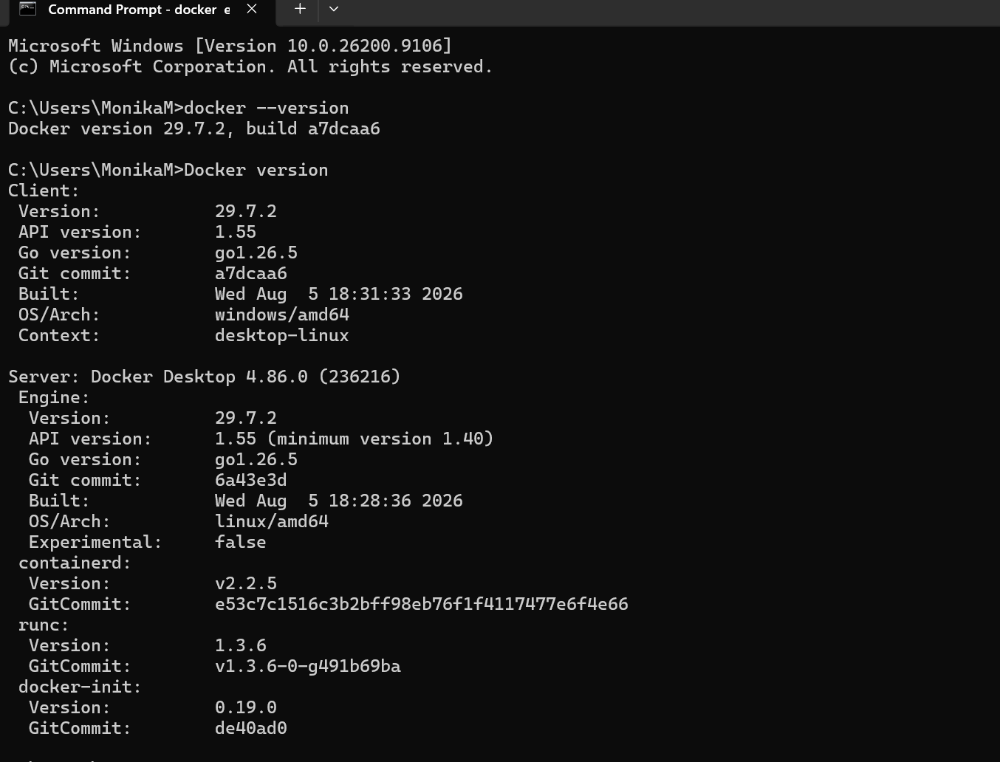 Command Prompt - docker e
Microsoft Windows [Version 10.0.26200.9106]
(c) Microsoft Corporation. All rights reserved.
C:\Users\MonikaM>docker --version
Docker version 29.7.2, build a7dcaa6
C:\Users\MonikaM>Docker version
Client:
 Version:           29.7.2
 API version:       1.55
 Go version:        go1.26.5
 Git commit:        a7dcaa6
 Built:             Wed Aug  5 18:31:33 2026
 OS/Arch:           windows/amd64
 Context:           desktop-linux
Server: Docker Desktop 4.86.0 (236216)
 Engine:
  Version:          29.7.2
  API version:      1.55 (minimum version 1.40)
  Go version:       go1.26.5
  Git commit:       6a43e3d
  Built:            Wed Aug  5 18:28:36 2026
  OS/Arch:          linux/amd64
  Experimental:     false
 containerd:
  Version:          v2.2.5
  GitCommit:        e53c7c1516c3b2bff98eb76f1f4117477e6f4e66
 runc:
  Version:          1.3.6
  GitCommit:        v1.3.6-0-g491b69ba
 docker-init:
  Version:          0.19.0
  GitCommit:        de40ad0